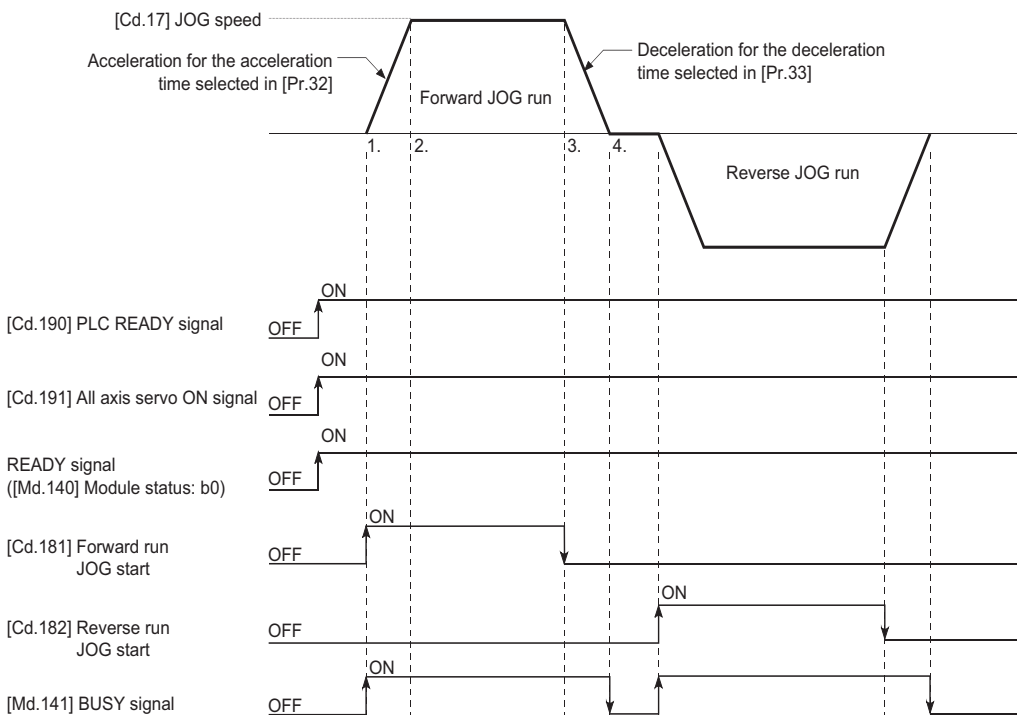 [Cd.17] JOG speed
Acceleration for the acceleration
time selected in [Pr.32]
Deceleration for the deceleration
time selected in [Pr.33]
Forward JOG run
1.
2.
3.
4.
Reverse JOG run
ON
[Cd.190] PLC READY signal
OFF
ON
[Cd.191] All axis servo ON signal
OFF
ON
READY signal
([Md.140] Module status: b0)
OFF
ON
[Cd.181] Forward run
JOG start
OFF
ON
[Cd.182] Reverse run
JOG start
OFF
ON
[Md.141] BUSY signal
OFF